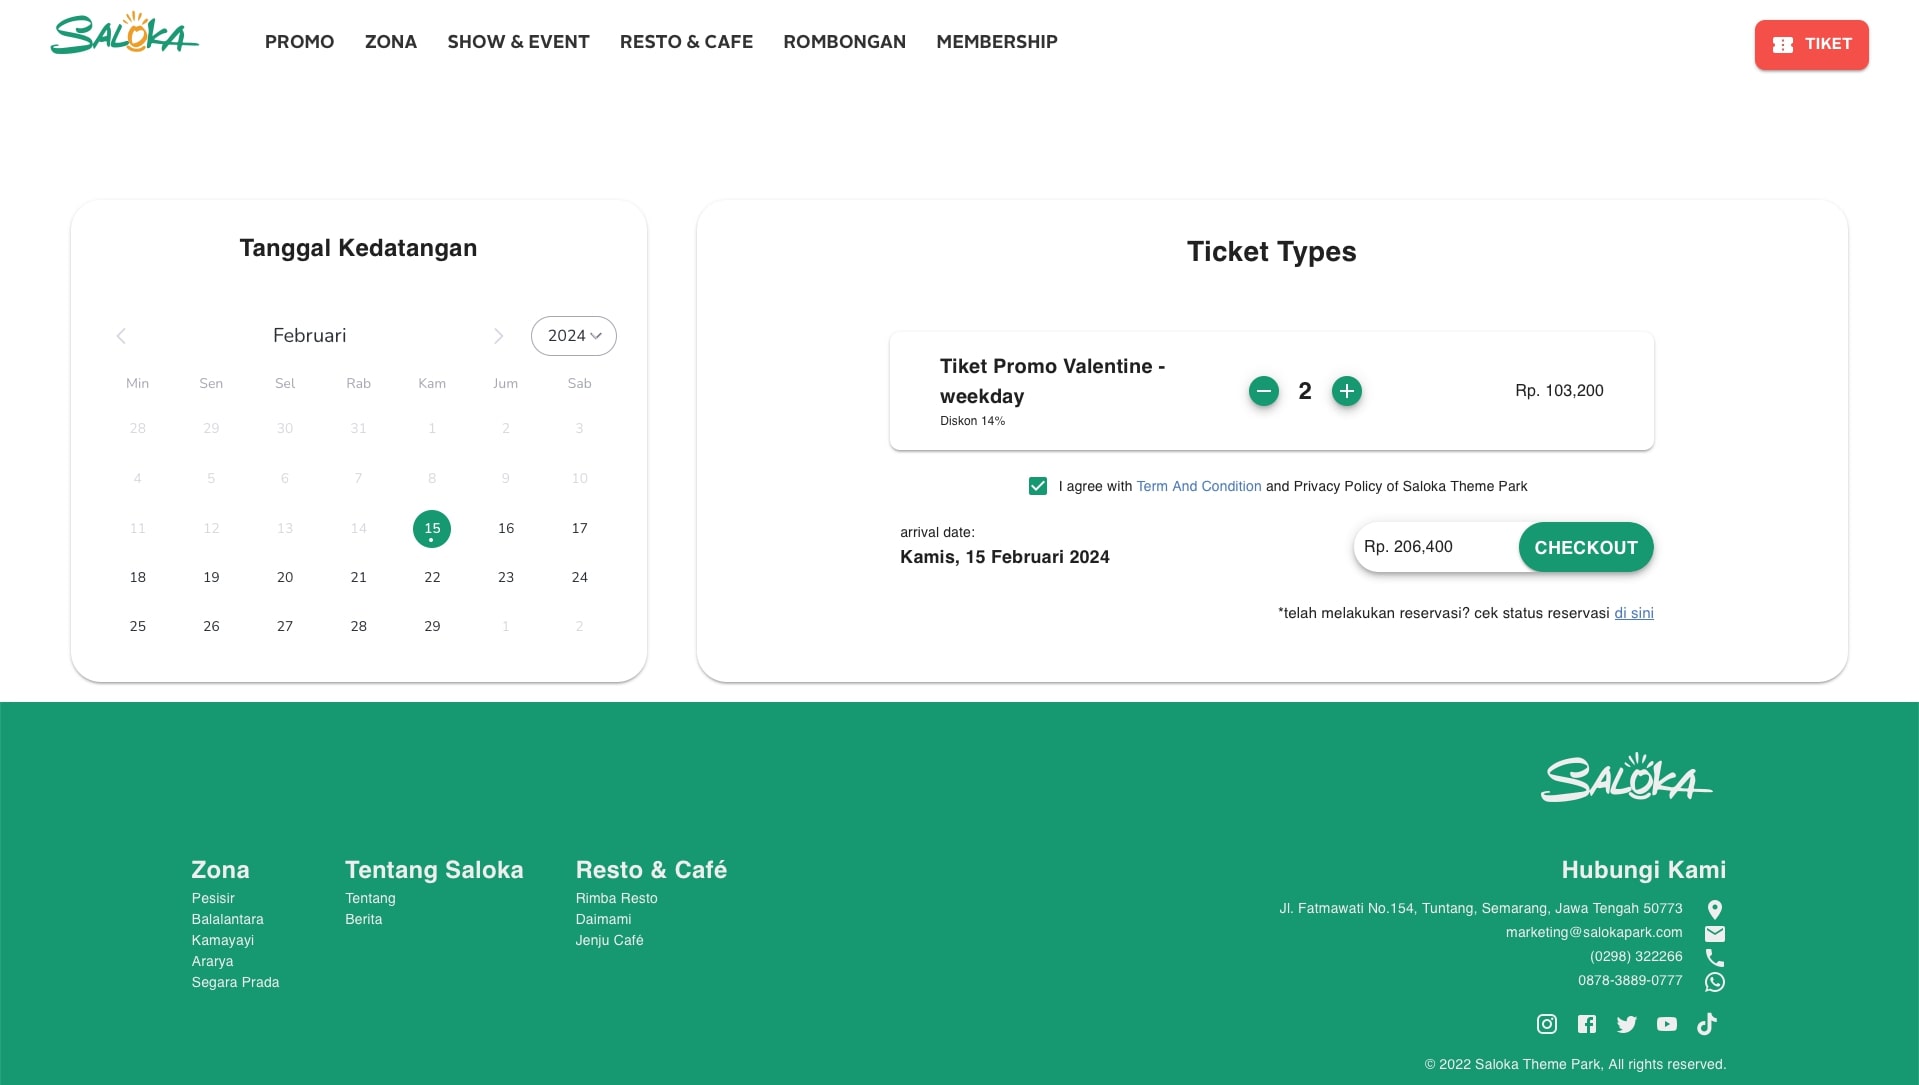 SALOKA
PROMO
ZONA
SHOW & EVENT
RESTO & CAFE
ROMBONGAN
MEMBERSHIP
TIKET
Tanggal Kedatangan
Februari
2024
Min Sen Sel Rab Kam Jum Sab
28 29 30 31 1 2 3
4 5 6 7 8 9 10
11 12 13 14 15 16 17
18 19 20 21 22 23 24
25 26 27 28 29 1 2
Ticket Types
Tiket Promo Valentine -
weekday
Diskon 14%
2
Rp. 103,200
I agree with Term And Condition and Privacy Policy of Saloka Theme Park
arrival date:
Kamis, 15 Februari 2024
Rp. 206,400
CHECKOUT
*telah melakukan reservasi? cek status reservasi di sini
SALOKA
Zona
Pesisir
Balalantara
Kamayayi
Ararya
Segara Prada
Tentang Saloka
Tentang
Berita
Resto & Café
Rimba Resto
Daimami
Jenju Café
Hubungi Kami
Jl. Fatmawati No.154, Tuntang, Semarang, Jawa Tengah 50773
marketing@salokapark.com
(0298) 322266
0878-3889-0777
© 2022 Saloka Theme Park, All rights reserved.